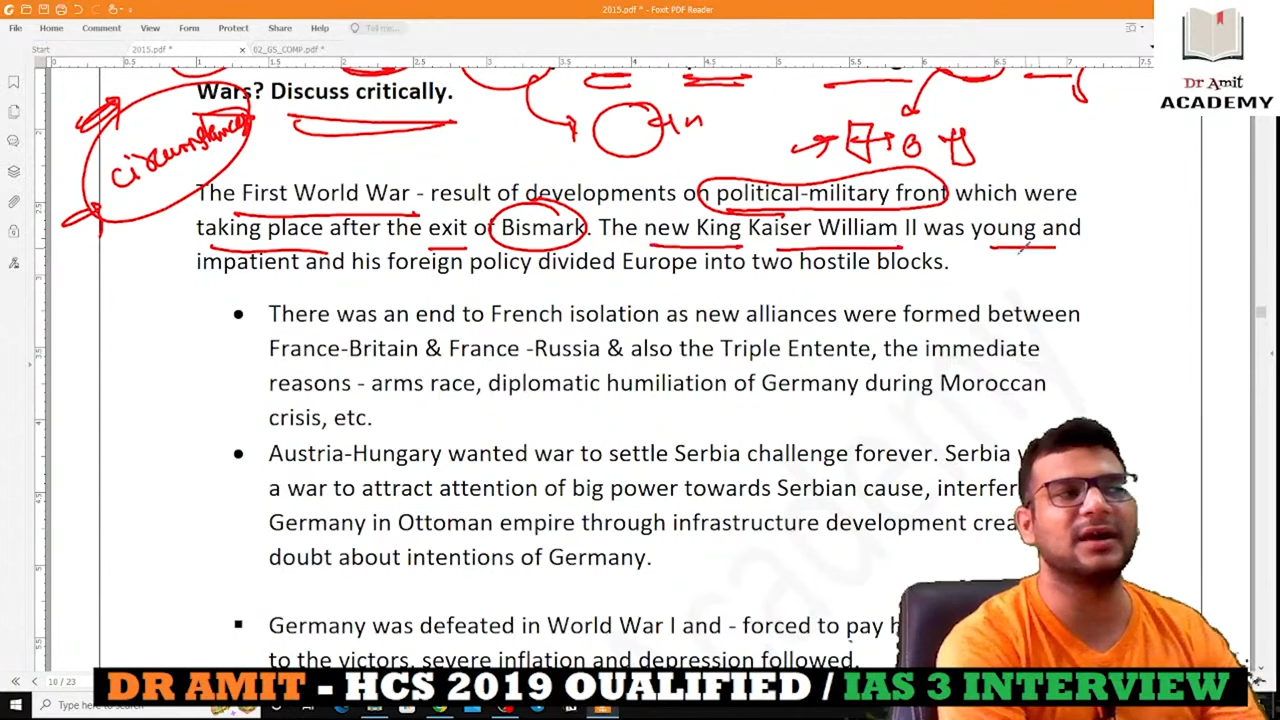 2015.pdf * - Foxit PDF Reader
File Home Comment View Form Protect Share Help Tell me...
Start 2015.pdf * 02_GS_COMP.pdf *
Dr Amit
ACADEMY
Wars? Discuss critically.
circumstances
The First World War - result of developments on political-military front which were
taking place after the exit of Bismark. The new King Kaiser William II was young and
impatient and his foreign policy divided Europe into two hostile blocks.
• There was an end to French isolation as new alliances were formed between
France-Britain & France -Russia & also the Triple Entente, the immediate
reasons - arms race, diplomatic humiliation of Germany during Moroccan
crisis, etc.
• Austria-Hungary wanted war to settle Serbia challenge forever. Serbia
a war to attract attention of big power towards Serbian cause,
Germany in Ottoman empire through infrastructure development
doubt about intentions of Germany.
▪ Germany was defeated in World War I and - forced to pay
to the victors, severe inflation and depression followed.
10 / 23
DR AMIT - HCS 2019 QUALIFIED / IAS 3 INTERVIEW
Type here to search